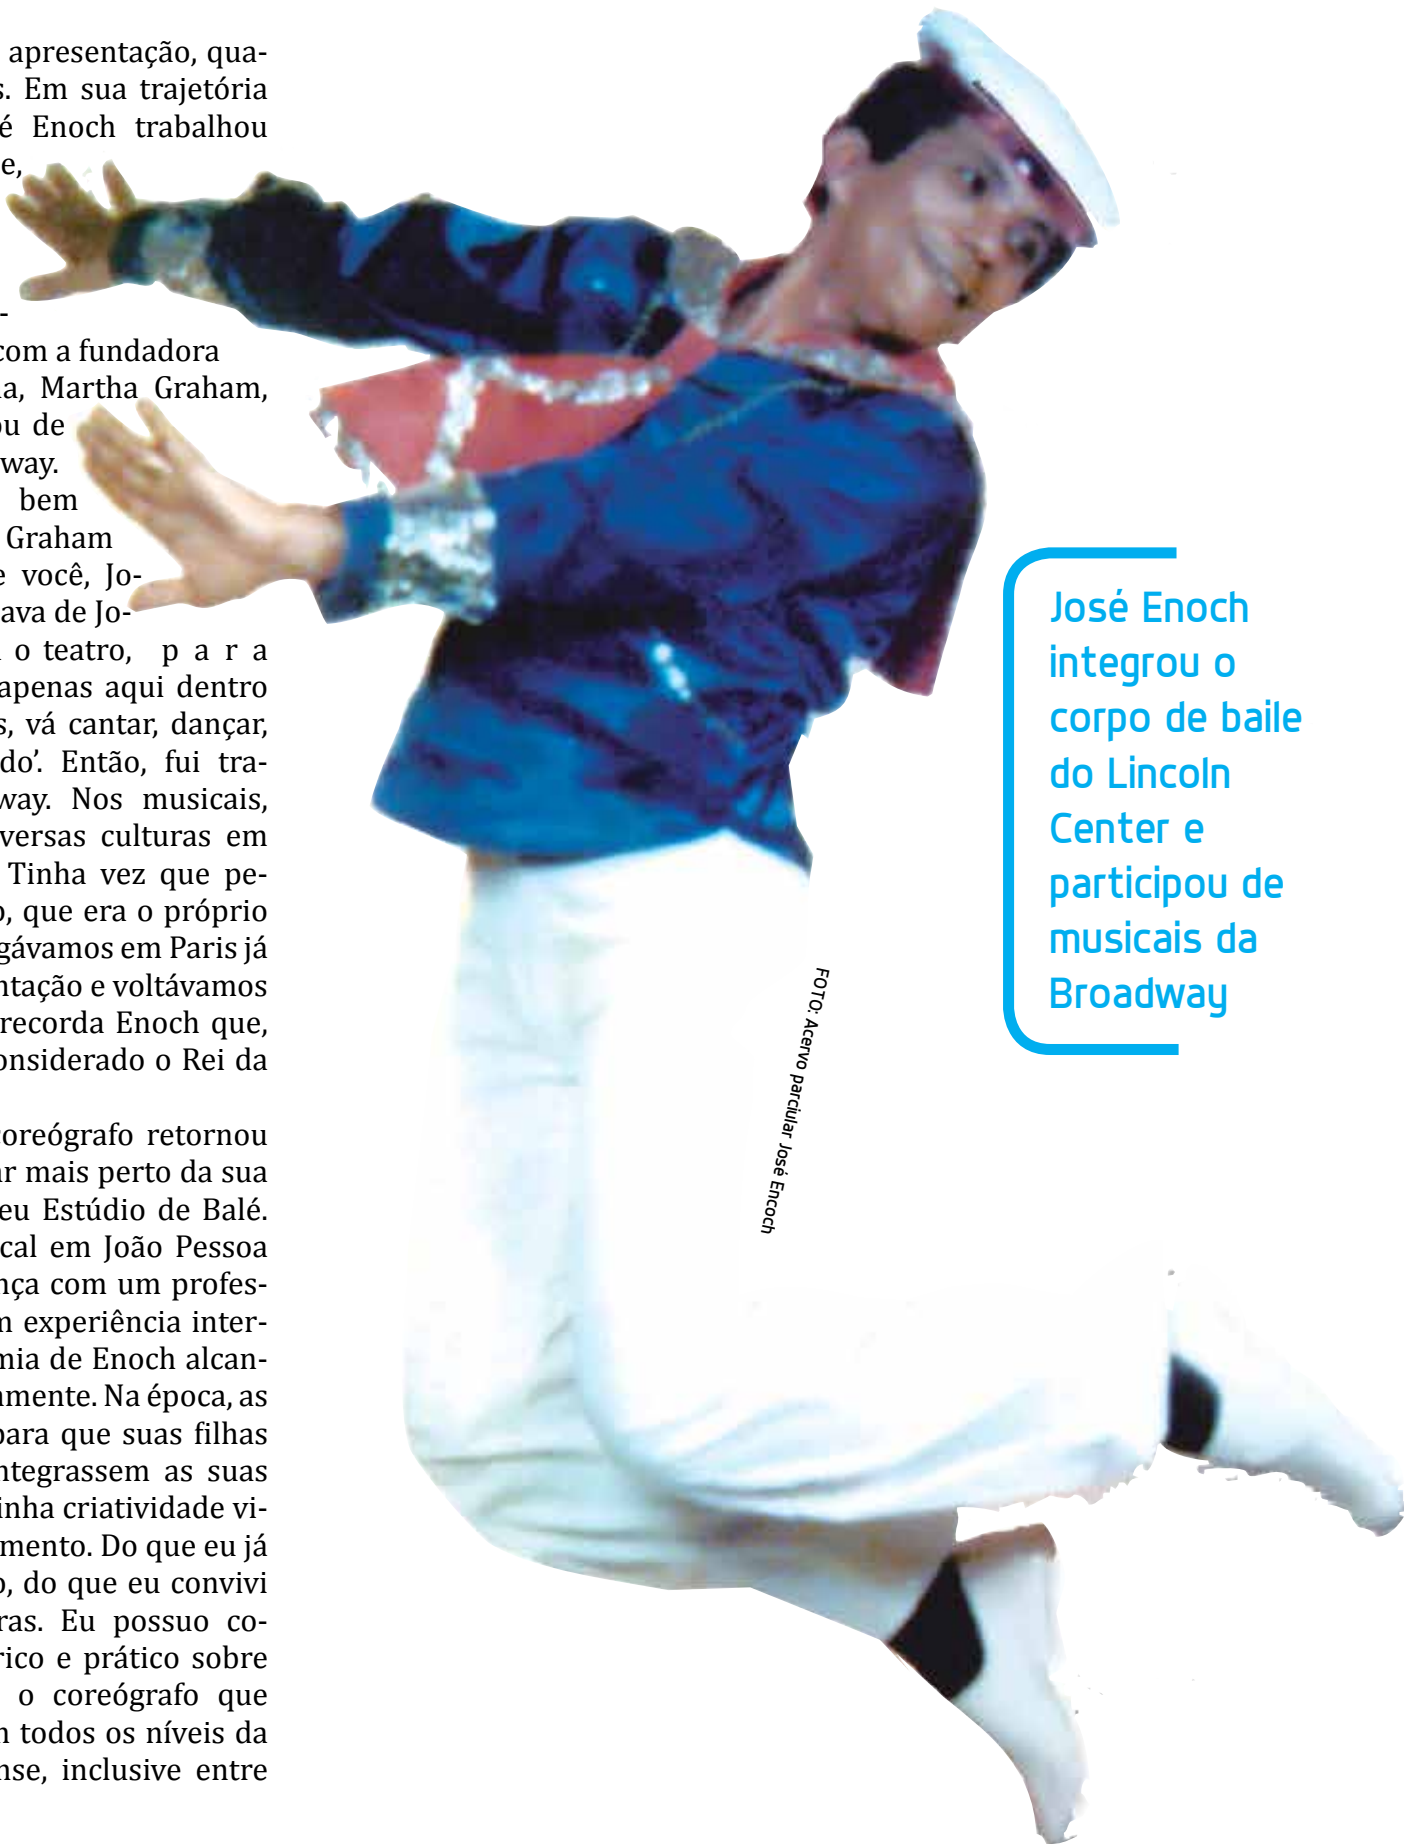 apresentação, qua-
s. Em sua trajetória
é Enoch trabalhou
e,
-
com a fundadora
a, Martha Graham,
ou de
way.
bem
Graham
e você, Jo-
ava de Jo-
o teatro, p a r a
apenas aqui dentro
s, vá cantar, dançar,
do’. Então, fui tra-
way. Nos musicais,
versas culturas em
Tinha vez que pe-
o, que era o próprio
gávamos em Paris já
ntação e voltávamos
recorda Enoch que,
onsiderado o Rei da
coreógrafo retornou
ar mais perto da sua
eu Estúdio de Balé.
cal em João Pessoa
nça com um profes-
m experiência inter-
mia de Enoch alcan-
amente. Na época, as
para que suas filhas
ntegrassem as suas
inha criatividade vi-
mento. Do que eu já
o, do que eu convivi
ras. Eu possuo co-
rico e prático sobre
o coreógrafo que
m todos os níveis da
nse, inclusive entre
José Enoch
integrou o
corpo de baile
do Lincoln
Center e
participou de
musicais da
Broadway
FOTO: Acervo parciular José Encoch